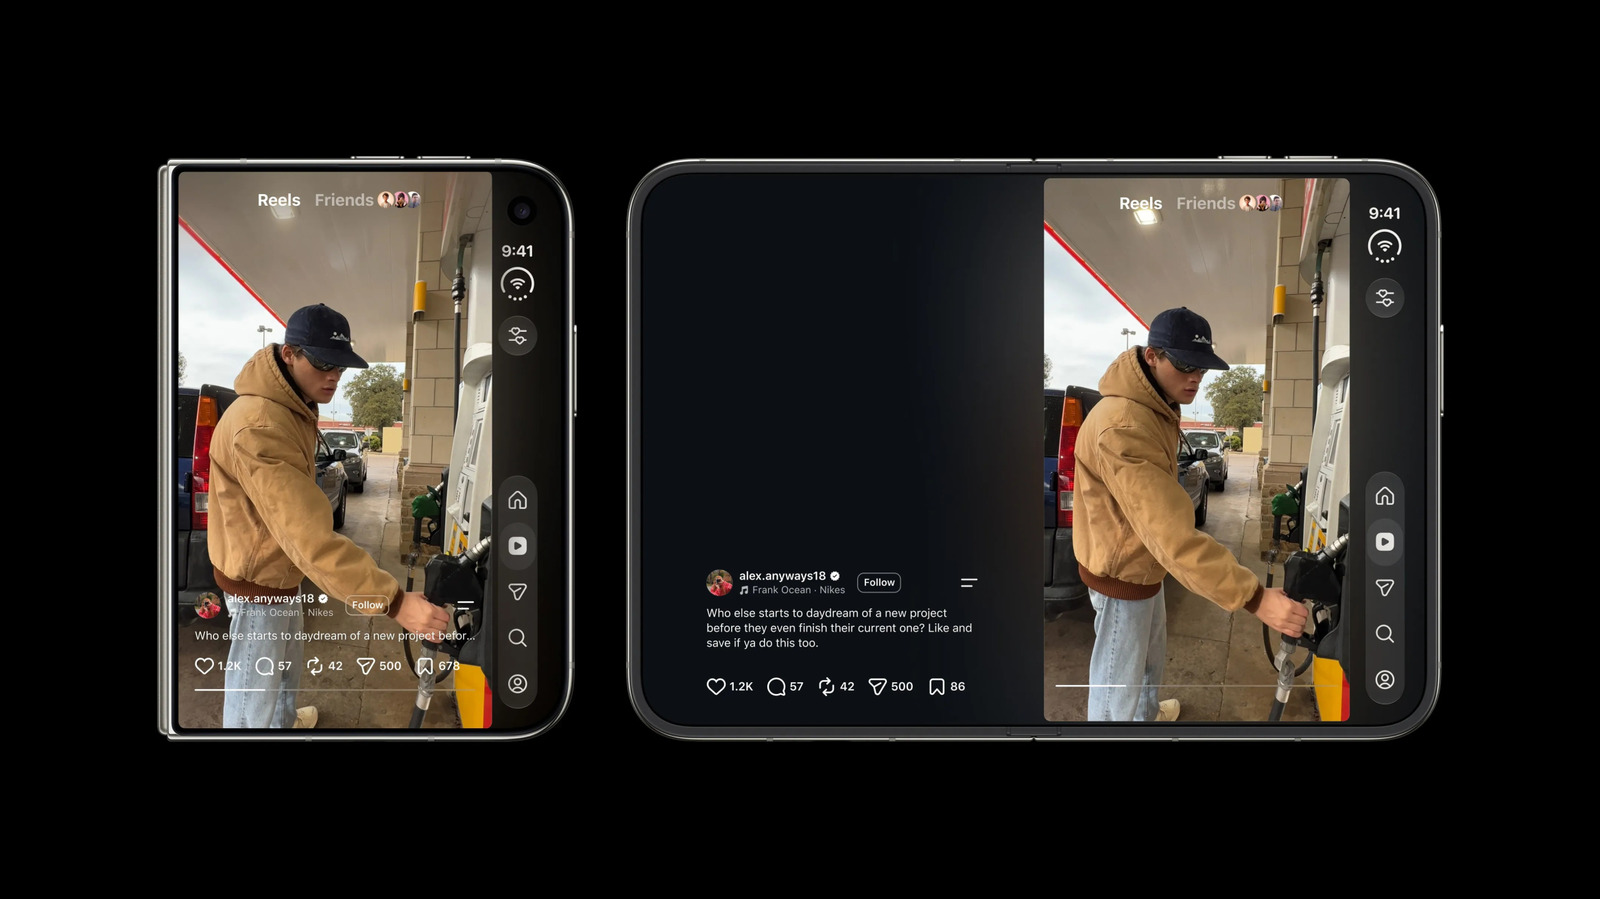 Reels Friends
9:41
alex.anyways18
Frank Ocean · Nikes
Follow
Who else starts to daydream of a new project befor...
1.2K 57 42 500 678
Reels Friends
9:41
alex.anyways18
Frank Ocean · Nikes
Follow
Who else starts to daydream of a new project
before they even finish their current one? Like and
save if ya do this too.
1.2K 57 42 500 86